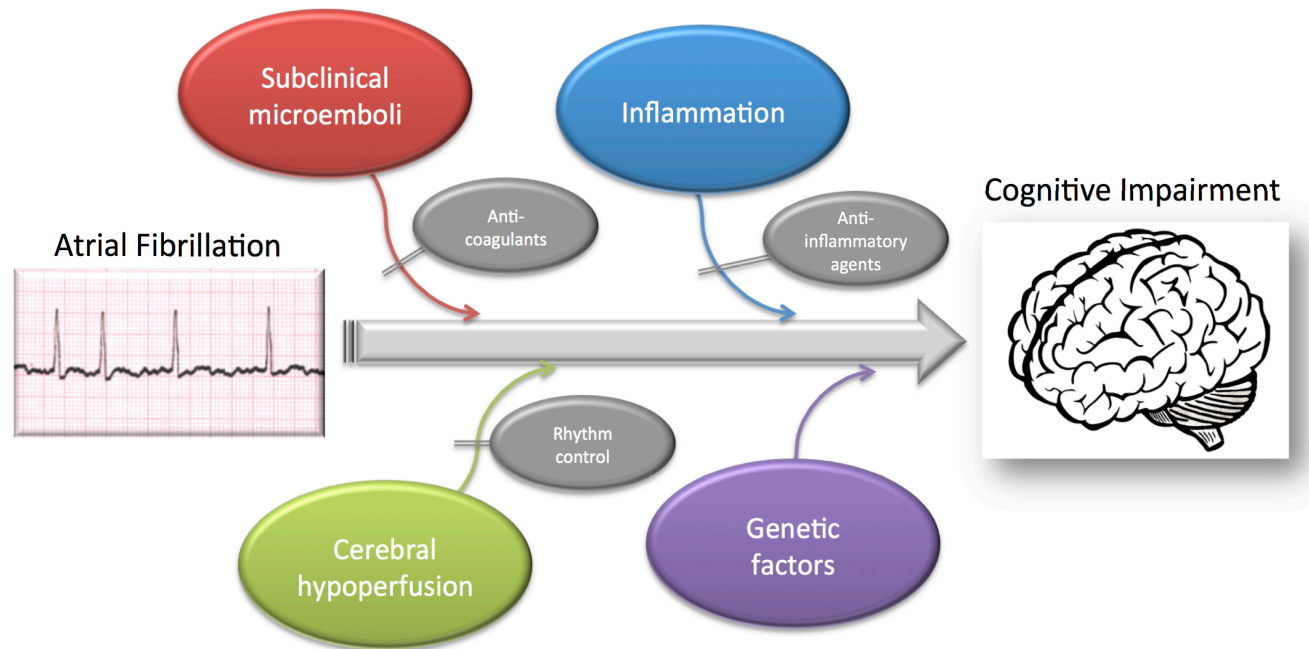 Subclinical
microemboli
Inflammation
Anti-
coagulants
Anti-
inflammatory
agents
Cognitive Impairment
Atrial Fibrillation
Rhythm
control
Cerebral
hypoperfusion
Genetic
factors